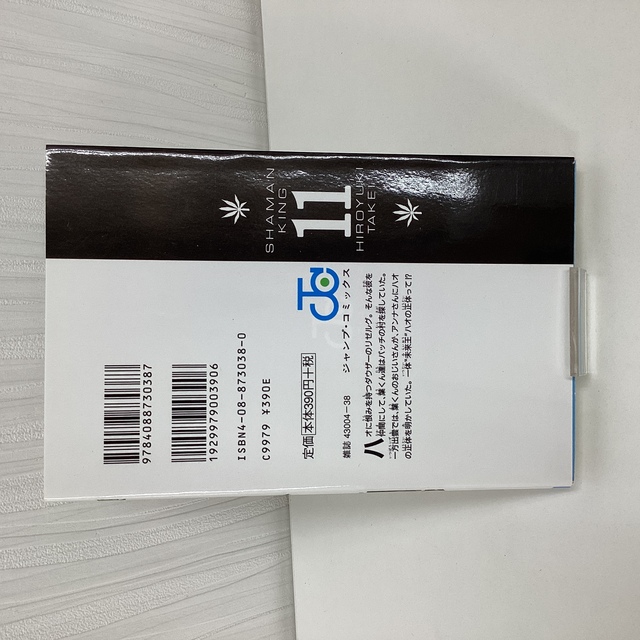 SHAMAN
KING
11
HIROYUKI
TAKEI
ジャンプ・コミックス
ハオに恨みを持つダウザーのリゼルグ。そんな彼を
仲間にして、葉くん達はパッチの村を探していた。
一方出雲では、葉くんのおじいさんが、アンナさんにハオ
の正体を明かしていた。一体“未来王”ハオの正体って!?
雑誌 43004-38
定価 本体390円+税
9784088730387
1929979003906
ISBN4-08-873038-0
C9979 ¥390E